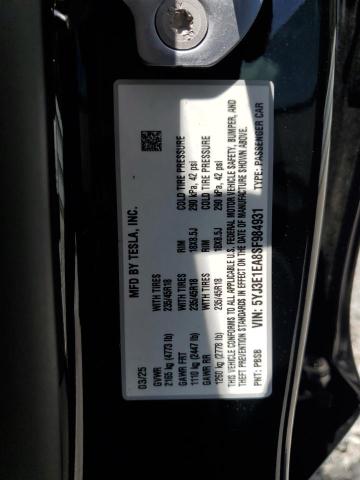 MFD BY TESLA, INC.
03/25
GVWR WITH TIRES RIM COLD TIRE PRESSURE
2165 kg (4773 lb) 235/45R18 18X8.5J 290 kPa, 42 psi
GAWR FRT WITH TIRES RIM COLD TIRE PRESSURE
1110 kg (2447 lb) 235/45R18 18X8.5J 290 kPa, 42 psi
GAWR RR WITH TIRES
1260 kg (2778 lb) 235/45R18
THIS VEHICLE CONFORMS TO ALL APPLICABLE
FEDERAL MOTOR VEHICLE SAFETY, BUMPER, AND
THEFT PREVENTION STANDARDS IN EFFECT ON THE
DATE OF MANUFACTURE SHOWN ABOVE.
VIN: 5YJ3E1EA8SF984931
PNT: PBSB TYPE: PASSENGER CAR